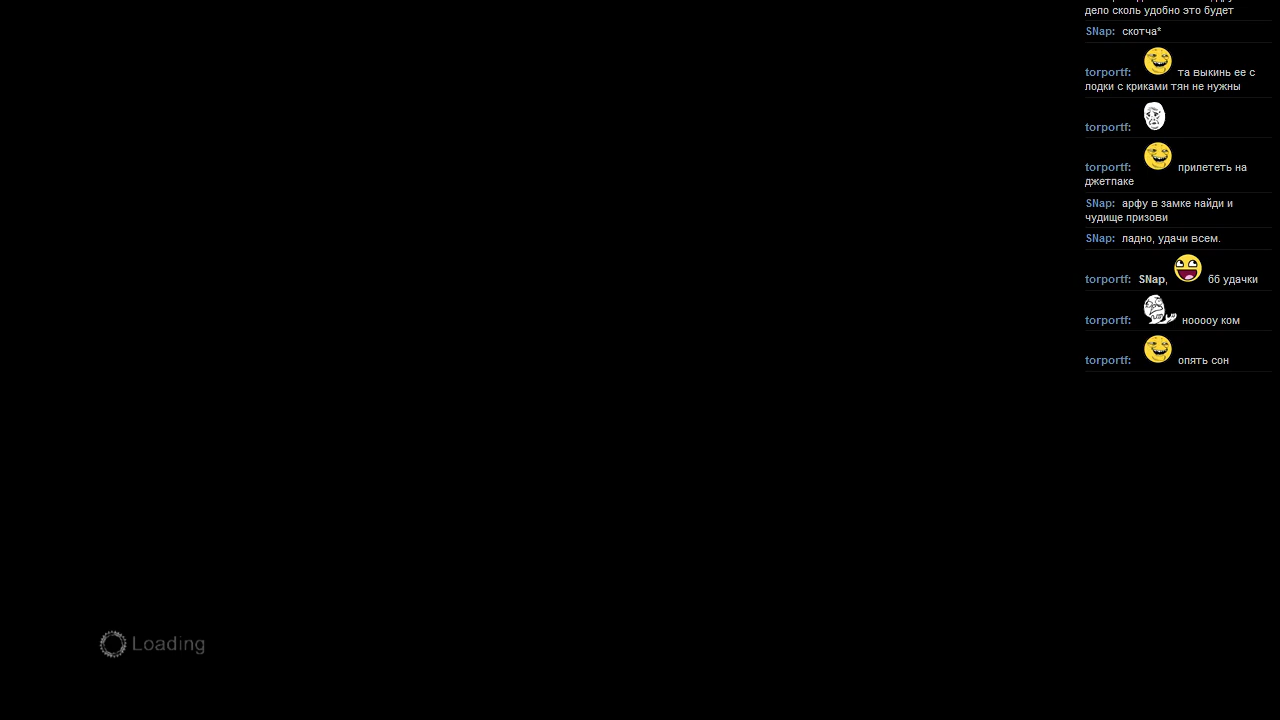 дело сколь удобно это будет
SNap: скотча*
torportf: та выкинь ее с
лодки с криками тян не нужны
torportf:
torportf: прилететь на
джетпаке
SNap: арфу в замке найди и
чудище призови
SNap: ладно, удачи всем.
torportf: SNap, бб удачки
torportf: ноооoу ком
torportf: опять сон
Loading